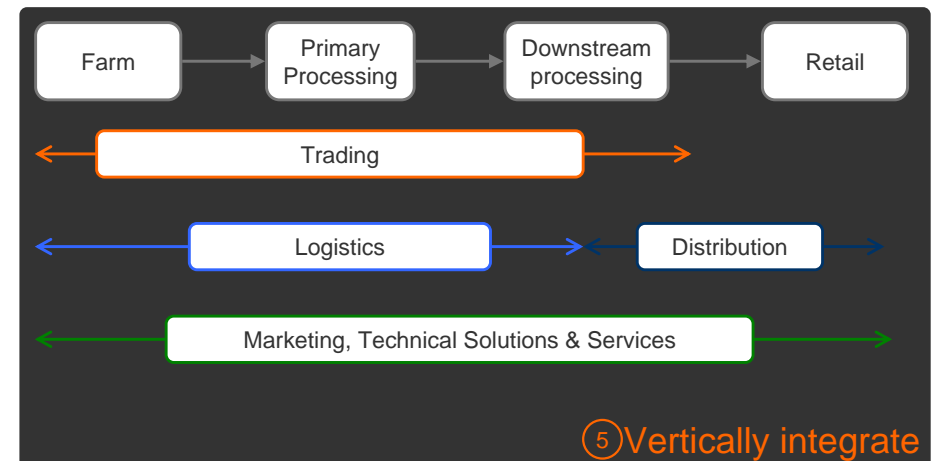 Farm
Primary
Processing
Downstream
processing
Retail
Trading
Logistics
Distribution
Marketing, Technical Solutions & Services
5 Vertically integrate